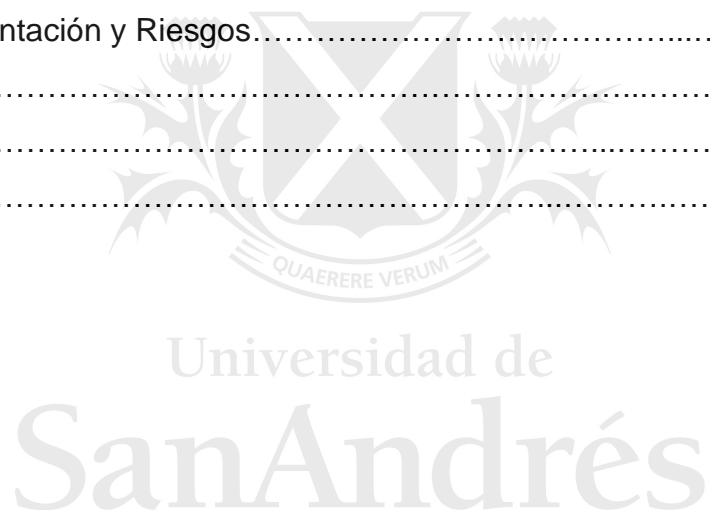 ntación y Riesgos……………………………………....…
…………………………………………………...……
………………………………………………...………
……………………………………………...…………
QUAERERE VERUM
Universidad de
SanAndrés